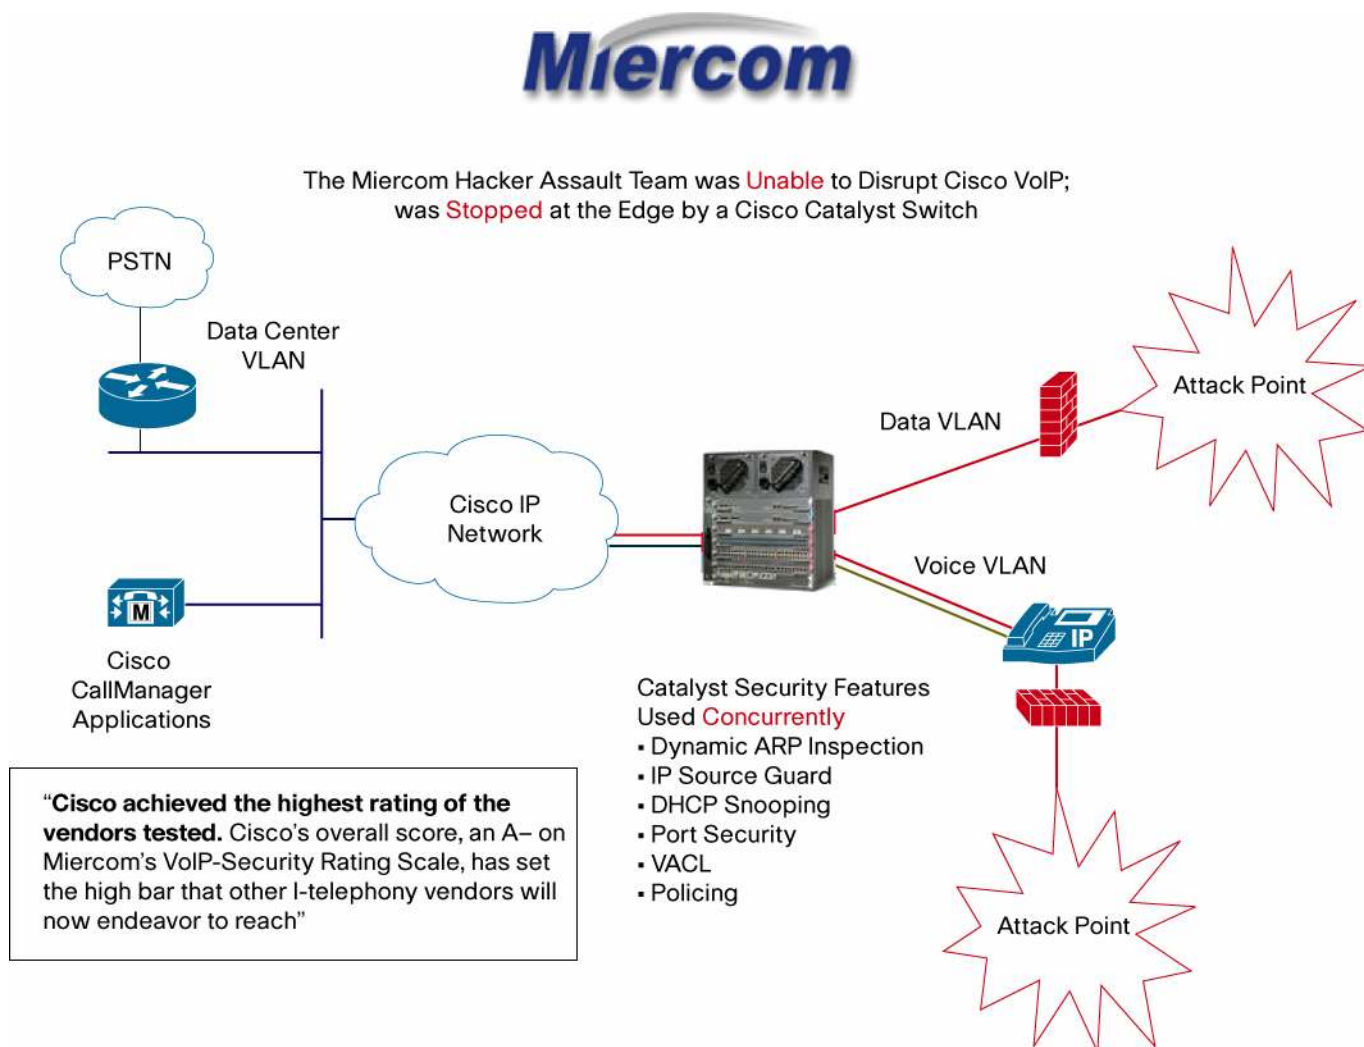 Miercom
The Miercom Hacker Assault Team was Unable to Disrupt Cisco VoIP;
was Stopped at the Edge by a Cisco Catalyst Switch
PSTN
Data Center
VLAN
Attack Point
Data VLAN
Cisco IP
Network
Voice VLAN
IP
M
Cisco
CallManager
Applications
Catalyst Security Features
Used Concurrently
▪ Dynamic ARP Inspection
▪ IP Source Guard
▪ DHCP Snooping
▪ Port Security
▪ VACL
▪ Policing
“Cisco achieved the highest rating of the
vendors tested. Cisco’s overall score, an A– on
Miercom’s VoIP-Security Rating Scale, has set
the high bar that other I-telephony vendors will
now endeavor to reach”
Attack Point